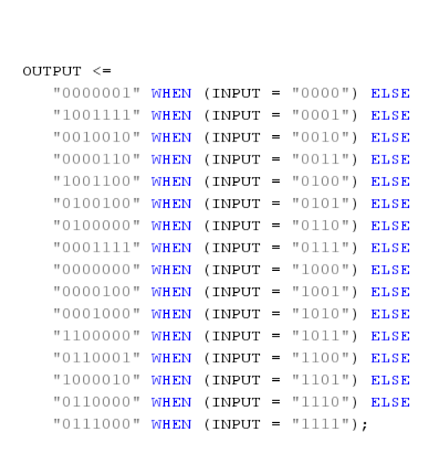 OUTPUT <=
"0000001" WHEN (INPUT = "0000") ELSE
"1001111" WHEN (INPUT = "0001") ELSE
"0010010" WHEN (INPUT = "0010") ELSE
"0000110" WHEN (INPUT = "0011") ELSE
"1001100" WHEN (INPUT = "0100") ELSE
"0100100" WHEN (INPUT = "0101") ELSE
"0100000" WHEN (INPUT = "0110") ELSE
"0001111" WHEN (INPUT = "0111") ELSE
"0000000" WHEN (INPUT = "1000") ELSE
"0000100" WHEN (INPUT = "1001") ELSE
"0001000" WHEN (INPUT = "1010") ELSE
"1100000" WHEN (INPUT = "1011") ELSE
"0110001" WHEN (INPUT = "1100") ELSE
"1000010" WHEN (INPUT = "1101") ELSE
"0110000" WHEN (INPUT = "1110") ELSE
"0111000" WHEN (INPUT = "1111");